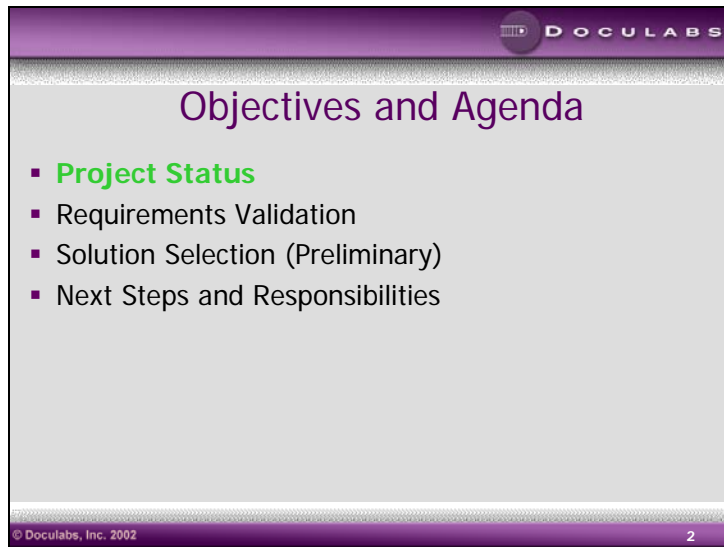 DOCULABS
Objectives and Agenda
▪ Project Status
▪ Requirements Validation
▪ Solution Selection (Preliminary)
▪ Next Steps and Responsibilities
© Doculabs, Inc. 2002
2